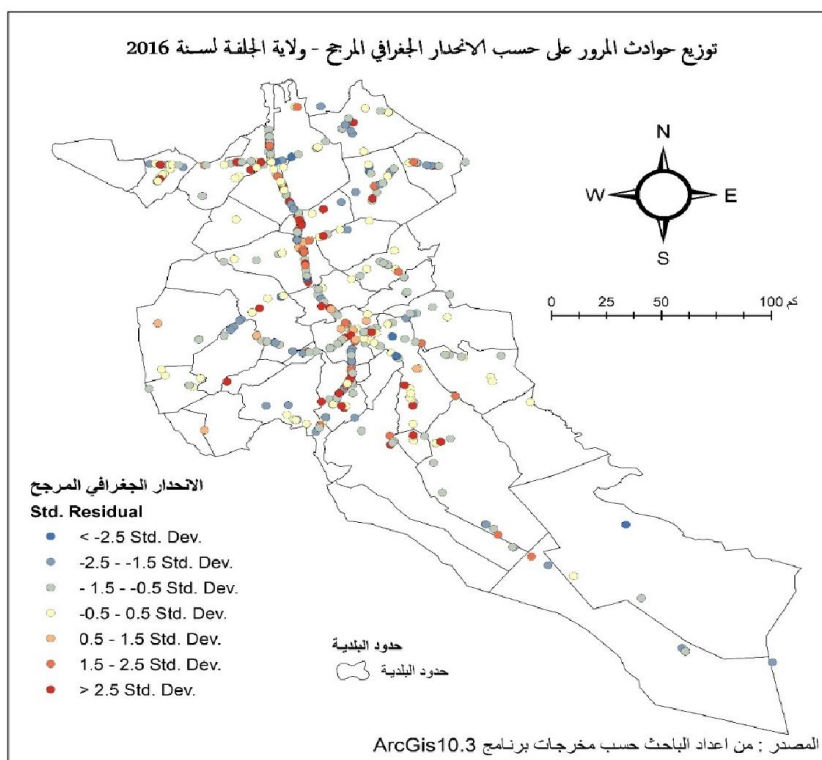 توزيع حوادث المرور على حسب الانحدار الجغرافي المرجح - ولاية الجلفة لسنة 2016
N
W E
S
0 25 50 100 كم
الانحدار الجغرافي المرجح
Std. Residual
< -2.5 Std. Dev.
-2.5 - -1.5 Std. Dev.
- 1.5 - -0.5 Std. Dev.
-0.5 - 0.5 Std. Dev.
0.5 - 1.5 Std. Dev.
1.5 - 2.5 Std. Dev.
> 2.5 Std. Dev.
حدود البلدية
حدود البلدية
المصدر : من اعداد الباحث حسب مخرجات برنامج ArcGis10.3